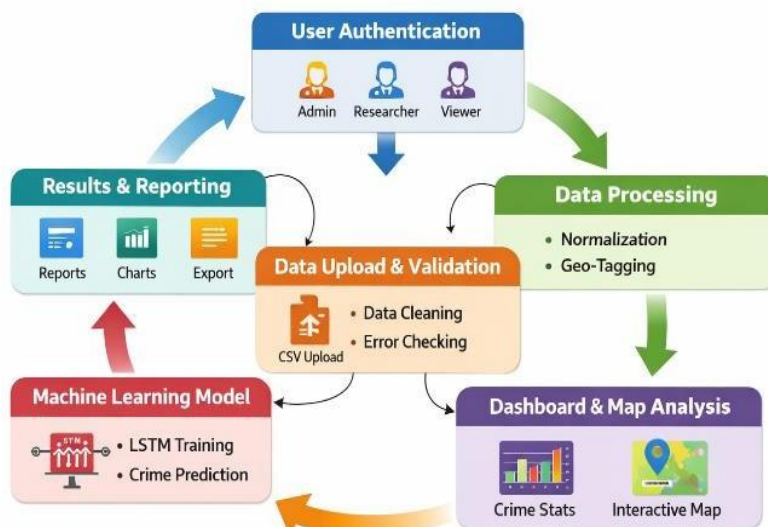 User Authentication
Admin Researcher Viewer
Results & Reporting
Reports Charts Export
Data Processing
• Normalization
• Geo-Tagging
Data Upload & Validation
CSV Upload
• Data Cleaning
• Error Checking
Machine Learning Model
STM
• LSTM Training
• Crime Prediction
Dashboard & Map Analysis
Crime Stats Interactive Map